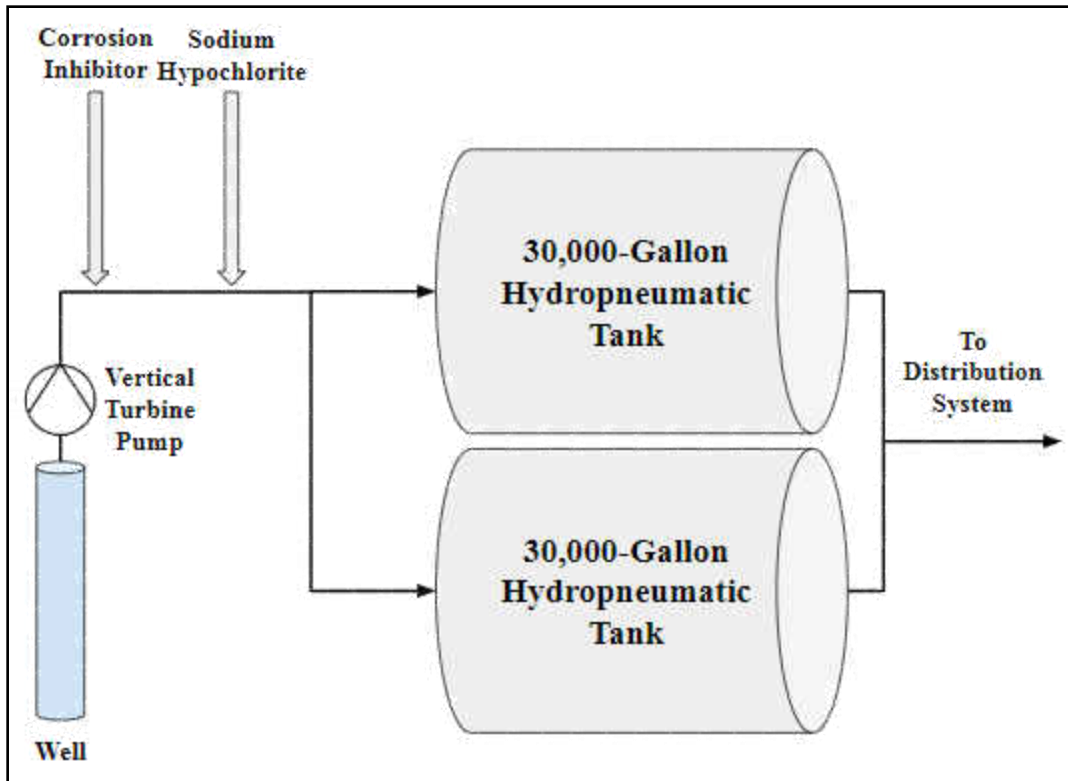 Corrosion
Inhibitor
Sodium
Hypochlorite
30,000-Gallon
Hydropneumatic
Tank
To
Distribution
System
Vertical
Turbine
Pump
30,000-Gallon
Hydropneumatic
Tank
Well